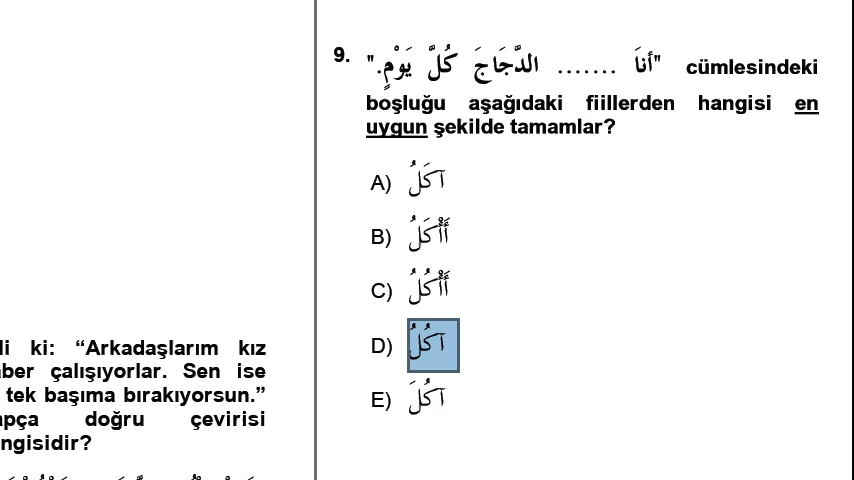 9. "أَناَ ....... الدَّجَاجَ كُلَّ يَوْمٍ." cümlesindeki
boşluğu aşağıdaki fiillerden hangisi en
uygun şekilde tamamlar?
A) آكَلُ
B) أَأْكَلُ
C) أَأْكُلُ
D) آكُلُ
E) آكُلَ
li ki: “Arkadaşlarım kız
ber çalışıyorlar. Sen ise
tek başıma bırakıyorsun.”
pça doğru çevirisi
ngisidir?